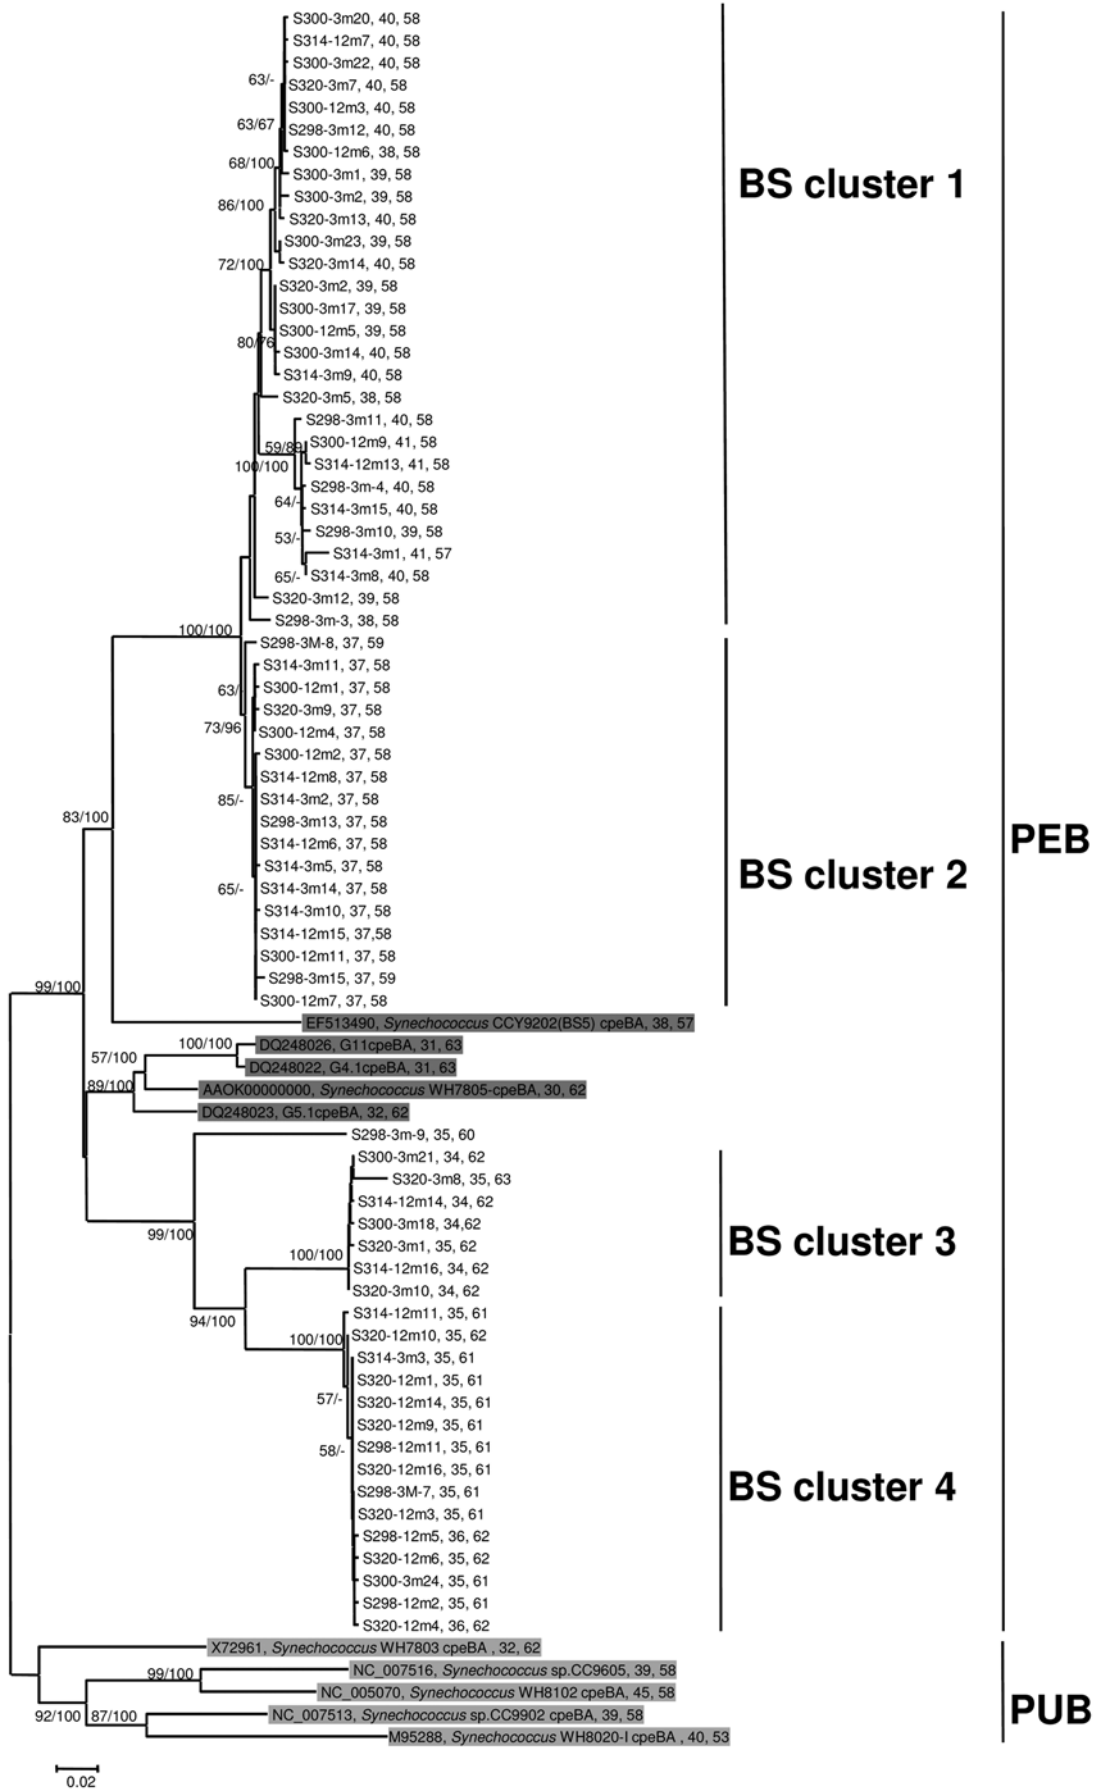 S300-3m20, 40, 58
S314-12m7, 40, 58
S300-3m22, 40, 58
63/-
S320-3m7, 40, 58
S300-12m3, 40, 58
63/67
S298-3m12, 40, 58
S300-12m6, 38, 58
68/100
S300-3m1, 39, 58
BS cluster 1
S300-3m2, 39, 58
86/100
S320-3m13, 40, 58
S300-3m23, 39, 58
72/100
S320-3m14, 40, 58
S320-3m2, 39, 58
S300-3m17, 39, 58
S300-12m5, 39, 58
80/76
S300-3m14, 40, 58
S314-3m9, 40, 58
S320-3m5, 38, 58
S298-3m11, 40, 58
59/89
S300-12m9, 41, 58
100/100
S314-12m13, 41, 58
S298-3m-4, 40, 58
64/-
S314-3m15, 40, 58
S298-3m10, 39, 58
53/-
S314-3m1, 41, 57
65/-
S314-3m8, 40, 58
S320-3m12, 39, 58
S298-3m-3, 38, 58
100/100
S298-3M-8, 37, 59
S314-3m11, 37, 58
63/
S300-12m1, 37, 58
S320-3m9, 37, 58
73/96
S300-12m4, 37, 58
S300-12m2, 37, 58
S314-12m8, 37, 58
85/-
S314-3m2, 37, 58
83/100
S298-3m13, 37, 58
PEB
S314-12m6, 37, 58
S314-3m5, 37, 58
BS cluster 2
65/-
S314-3m14, 37, 58
S314-3m10, 37, 58
S314-12m15, 37,58
S300-12m11, 37, 58
S298-3m15, 37, 59
99/100
S300-12m7, 37, 58
EF513490, Synechococcus CCY9202(BS5) cpeBA, 38, 57
100/100
DQ248026, G11cpeBA, 31, 63
57/100
DQ248022, G4.1cpeBA, 31, 63
89/100
AAOK00000000, Synechococcus WH7805-cpeBA, 30, 62
DQ248023, G5.1cpeBA, 32, 62
S298-3m-9, 35, 60
S300-3m21, 34, 62
S320-3m8, 35, 63
S314-12m14, 34, 62
S300-3m18, 34,62
99/100
BS cluster 3
S320-3m1, 35, 62
100/100
S314-12m16, 34, 62
S320-3m10, 34, 62
94/100
S314-12m11, 35, 61
100/100
S320-12m10, 35, 62
S314-3m3, 35, 61
S320-12m1, 35, 61
57/-
S320-12m14, 35, 61
S320-12m9, 35, 61
58/-
S298-12m11, 35, 61
S320-12m16, 35, 61
BS cluster 4
S298-3M-7, 35, 61
S320-12m3, 35, 61
S298-12m5, 36, 62
S320-12m6, 35, 62
S300-3m24, 35, 61
S298-12m2, 35, 61
S320-12m4, 36, 62
X72961, Synechococcus WH7803 cpeBA , 32, 62
99/100
NC_007516, Synechococcus sp.CC9605, 39, 58
NC_005070, Synechococcus WH8102 cpeBA, 45, 58
92/100
87/100
NC_007513, Synechococcus sp.CC9902 cpeBA, 39, 58
PUB
M95288, Synechococcus WH8020-I cpeBA , 40, 53
0.02